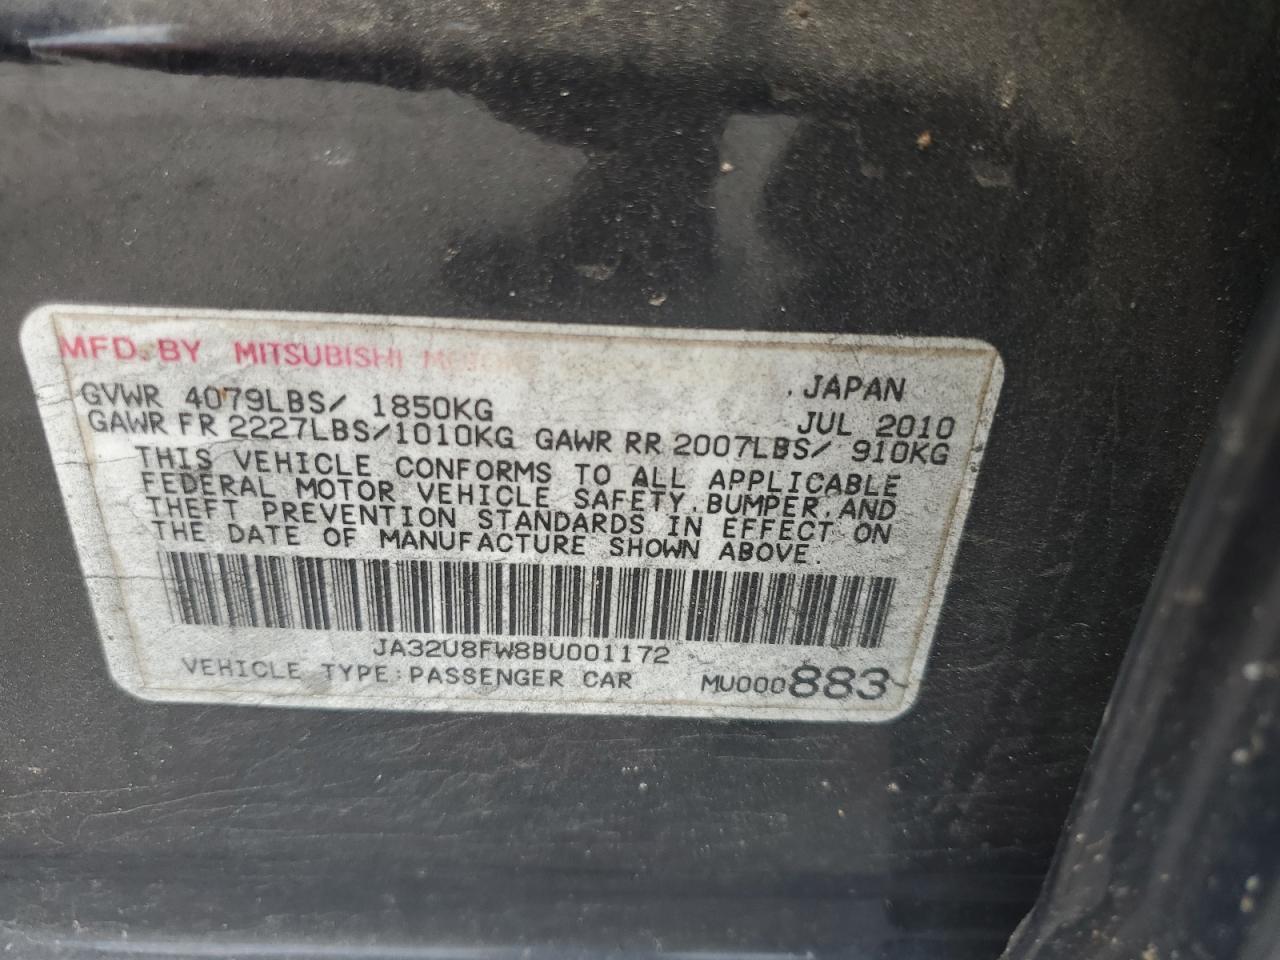 MFD. BY MITSUBISHI
. JAPAN
GVWR 4079LBS/ 1850KG JUL 2010
GAWR FR 2227LBS/1010KG GAWR RR 2007LBS/ 910KG
THIS VEHICLE CONFORMS TO ALL APPLICABLE
FEDERAL MOTOR VEHICLE SAFETY, BUMPER, AND
THEFT PREVENTION STANDARDS IN EFFECT ON
THE DATE OF MANUFACTURE SHOWN ABOVE.
JA32U8FW8BU001172
VEHICLE TYPE:PASSENGER CAR MU000883